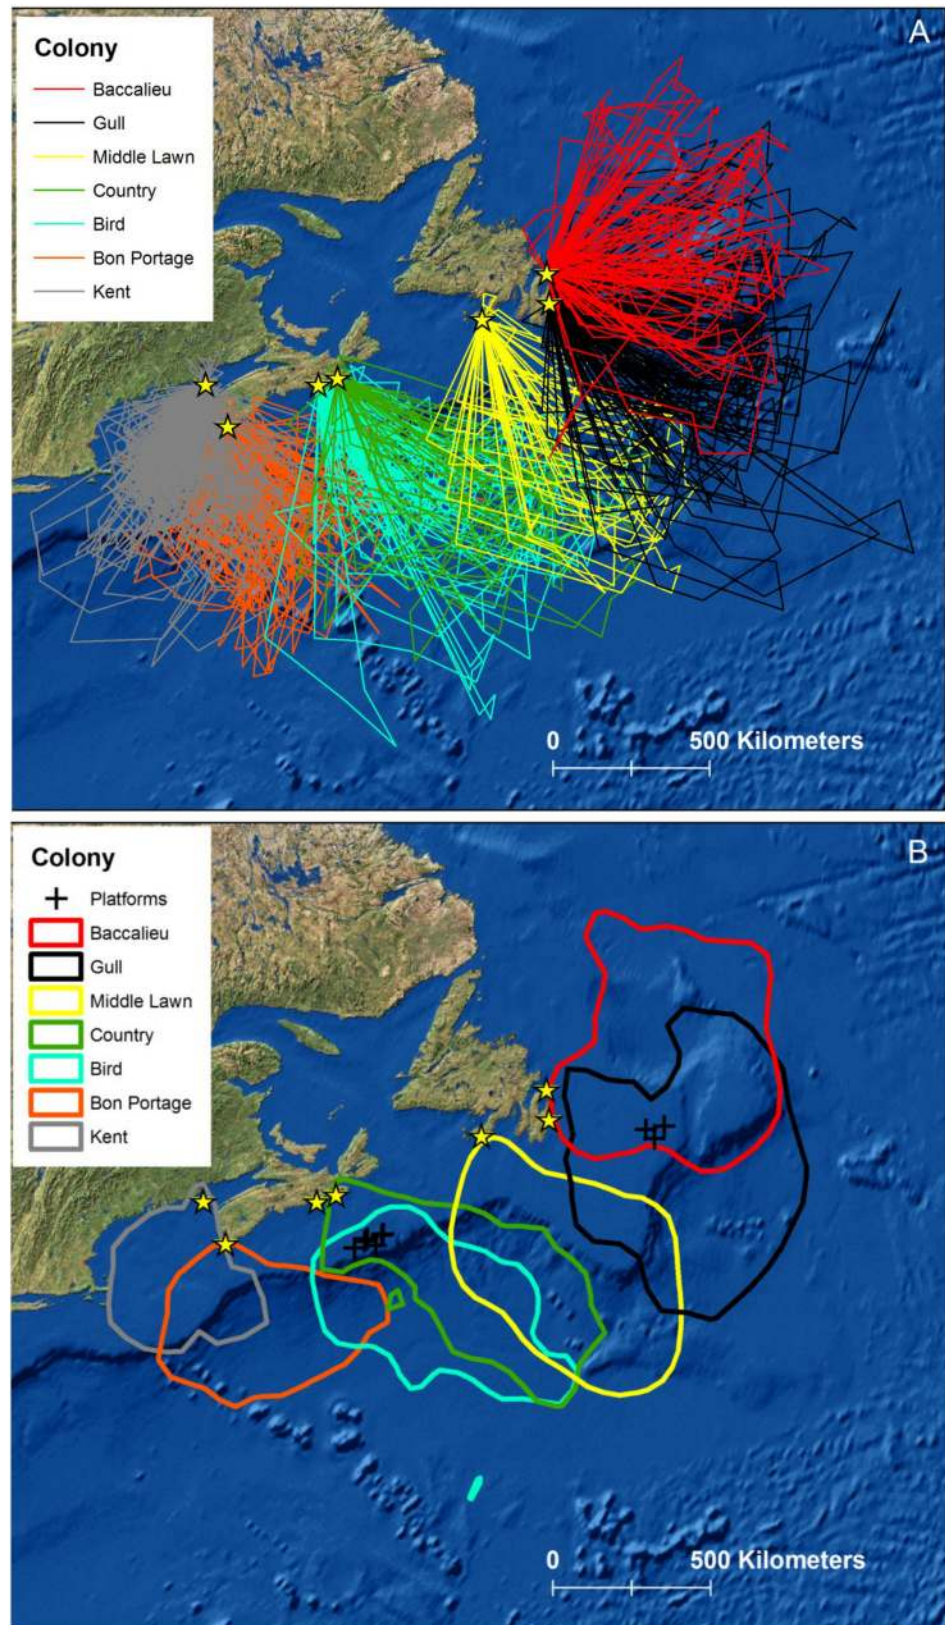 A
Colony
Baccalieu
Gull
Middle Lawn
Country
Bird
Bon Portage
Kent
0 500 Kilometers
B
Colony
Platforms
Baccalieu
Gull
Middle Lawn
Country
Bird
Bon Portage
Kent
0 500 Kilometers